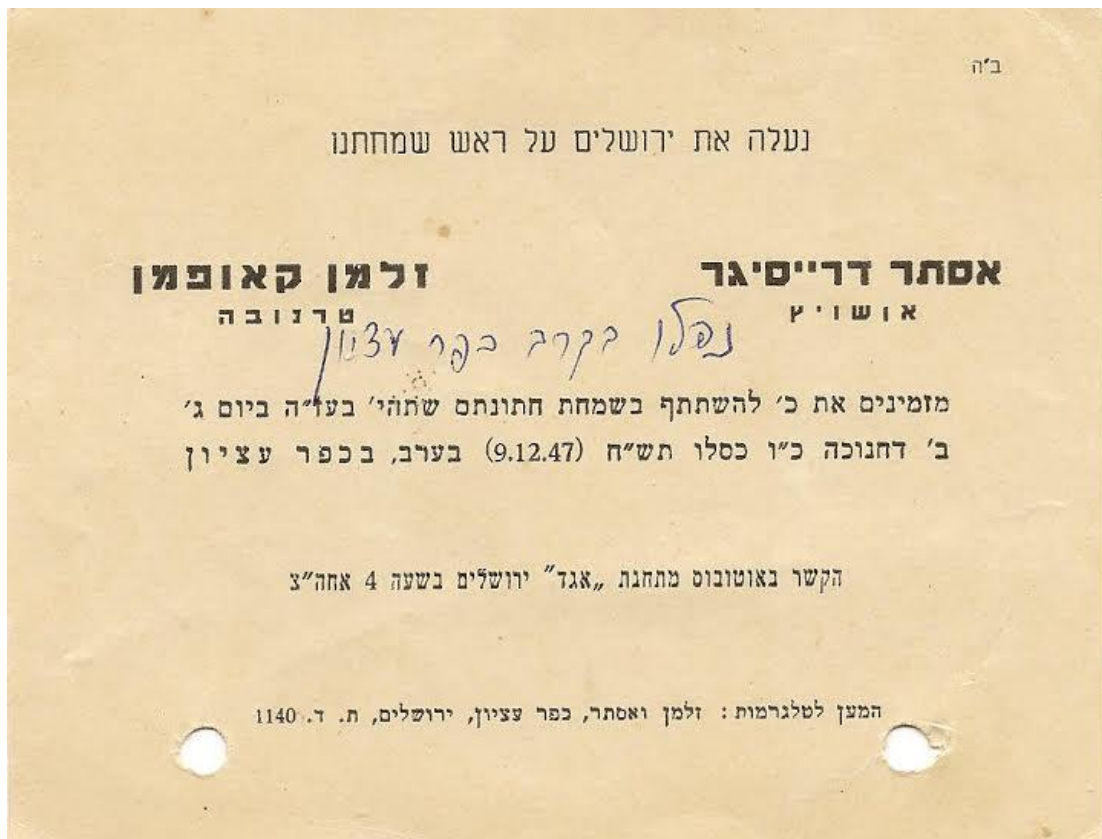 ב"ה
נעלה את ירושלים על ראש שמחתנו
אסתר דרייסיגר
אושויץ
זלמן קאופמן
טרנובה
נפלו בקרב בכפר עציון
מזמינים את כ' להשתתף בשמחת חתונתם שתהי' בעז"ה ביום ג'
ב' דחנוכה כ"ו כסלו תש"ח (9.12.47) בערב, בכפר עציון
הקשר באוטובוס מתחנת „אגד" ירושלים בשעה 4 אחה"צ
המען לטלגרמות: זלמן ואסתר, כפר עציון, ירושלים, ת. ד. 1140